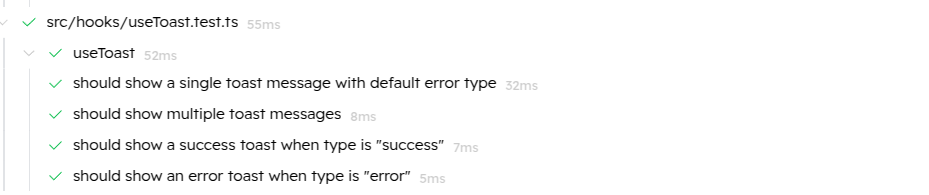 src/hooks/useToast.test.ts 55ms
useToast 52ms
should show a single toast message with default error type 32ms
should show multiple toast messages 8ms
should show a success toast when type is "success" 7ms
should show an error toast when type is "error" 5ms